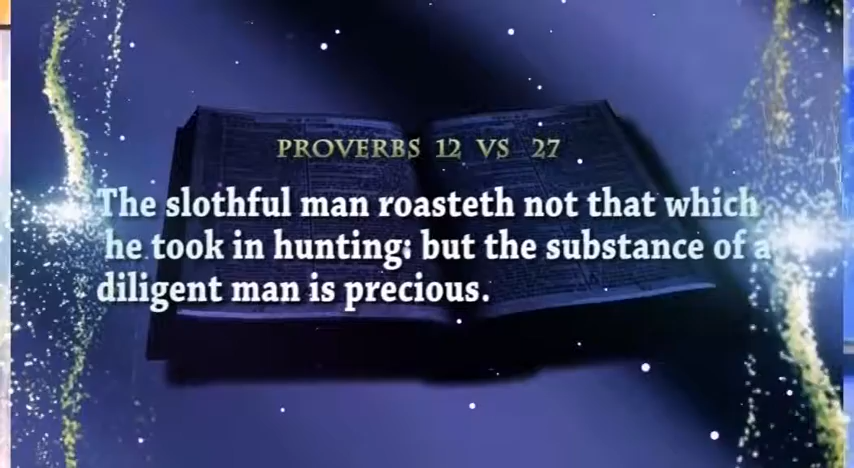 PROVERBS 12 VS 27
The slothful man roasteth not that which
he took in hunting: but the substance of a
diligent man is precious.